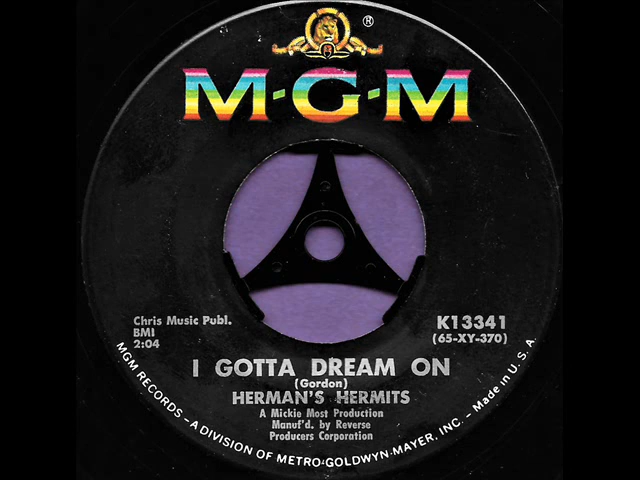 ®
M-G-M
Chris Music Publ.
BMI
2:04
K13341
(65-XY-370)
I GOTTA DREAM ON
(Gordon)
HERMAN'S HERMITS
A Mickie Most Production
Manuf'd. by Reverse
Producers Corporation
MGM RECORDS – A DIVISION OF METRO-GOLDWYN-MAYER, INC. – Made in U. S. A.